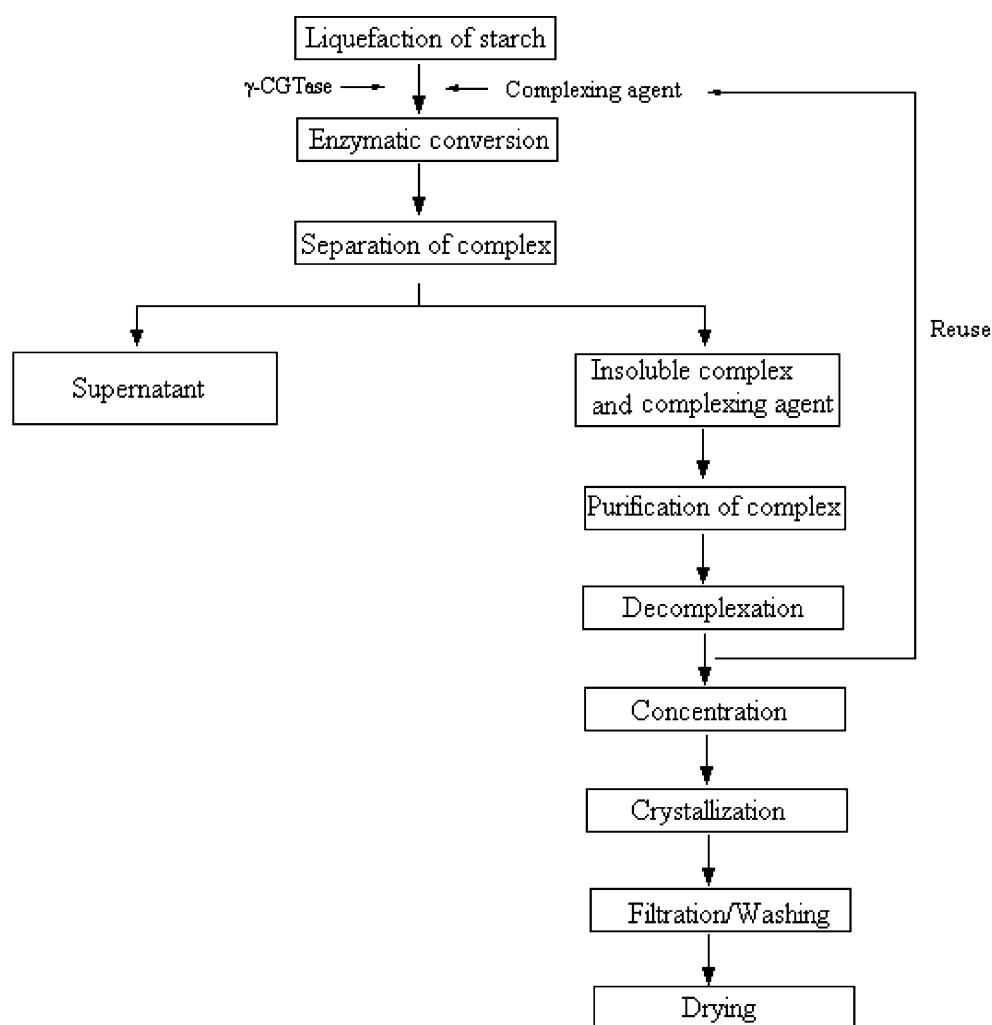 Liquefaction of starch
γ-CGTase
Complexing agent
Enzymatic conversion
Separation of complex
Reuse
Supernatant
Insoluble complex
and complexing agent
Purification of complex
Decomplexation
Concentration
Crystallization
Filtration/Washing
Drying